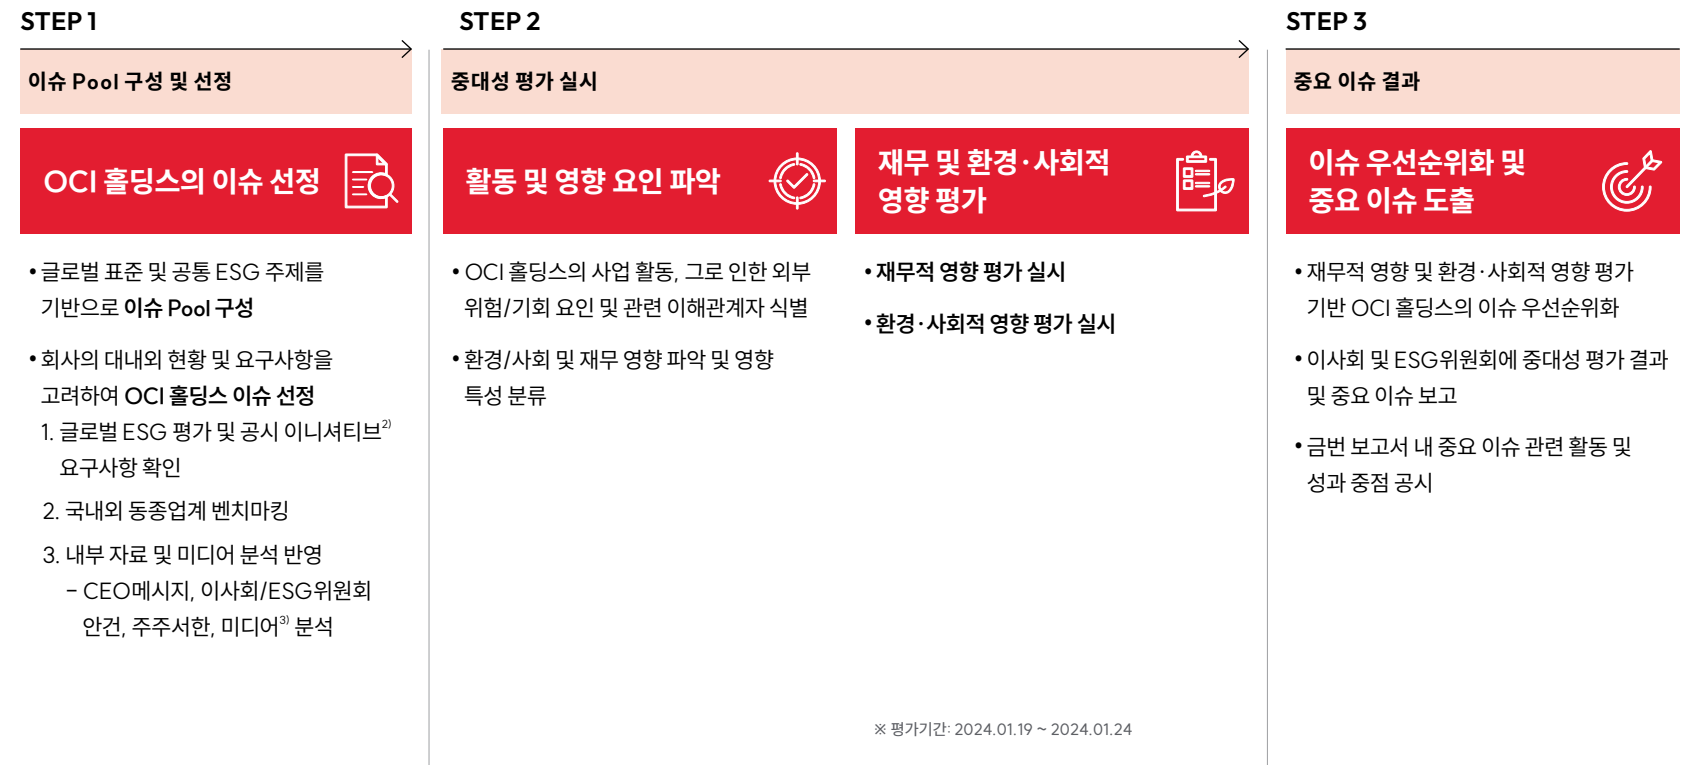 STEP 1
이슈 Pool 구성 및 선정
OCI 홀딩스의 이슈 선정
• 글로벌 표준 및 공통 ESG 주제를
기반으로 이슈 Pool 구성
• 회사의 대내외 현황 및 요구사항을
고려하여 OCI 홀딩스 이슈 선정
1. 글로벌 ESG 평가 및 공시 이니셔티브2)
요구사항 확인
2. 국내외 동종업계 벤치마킹
3. 내부 자료 및 미디어 분석 반영
– CEO메시지, 이사회/ESG위원회
안건, 주주서한, 미디어3) 분석
STEP 2
중대성 평가 실시
활동 및 영향 요인 파악
• OCI 홀딩스의 사업 활동, 그로 인한 외부
위험/기회 요인 및 관련 이해관계자 식별
• 환경/사회 및 재무 영향 파악 및 영향
특성 분류
재무 및 환경·사회적
영향 평가
• 재무적 영향 평가 실시
• 환경·사회적 영향 평가 실시
※ 평가기간: 2024.01.19 ~ 2024.01.24
STEP 3
중요 이슈 결과
이슈 우선순위화 및
중요 이슈 도출
• 재무적 영향 및 환경·사회적 영향 평가
기반 OCI 홀딩스의 이슈 우선순위화
• 이사회 및 ESG위원회에 중대성 평가 결과
및 중요 이슈 보고
• 금번 보고서 내 중요 이슈 관련 활동 및
성과 중점 공시